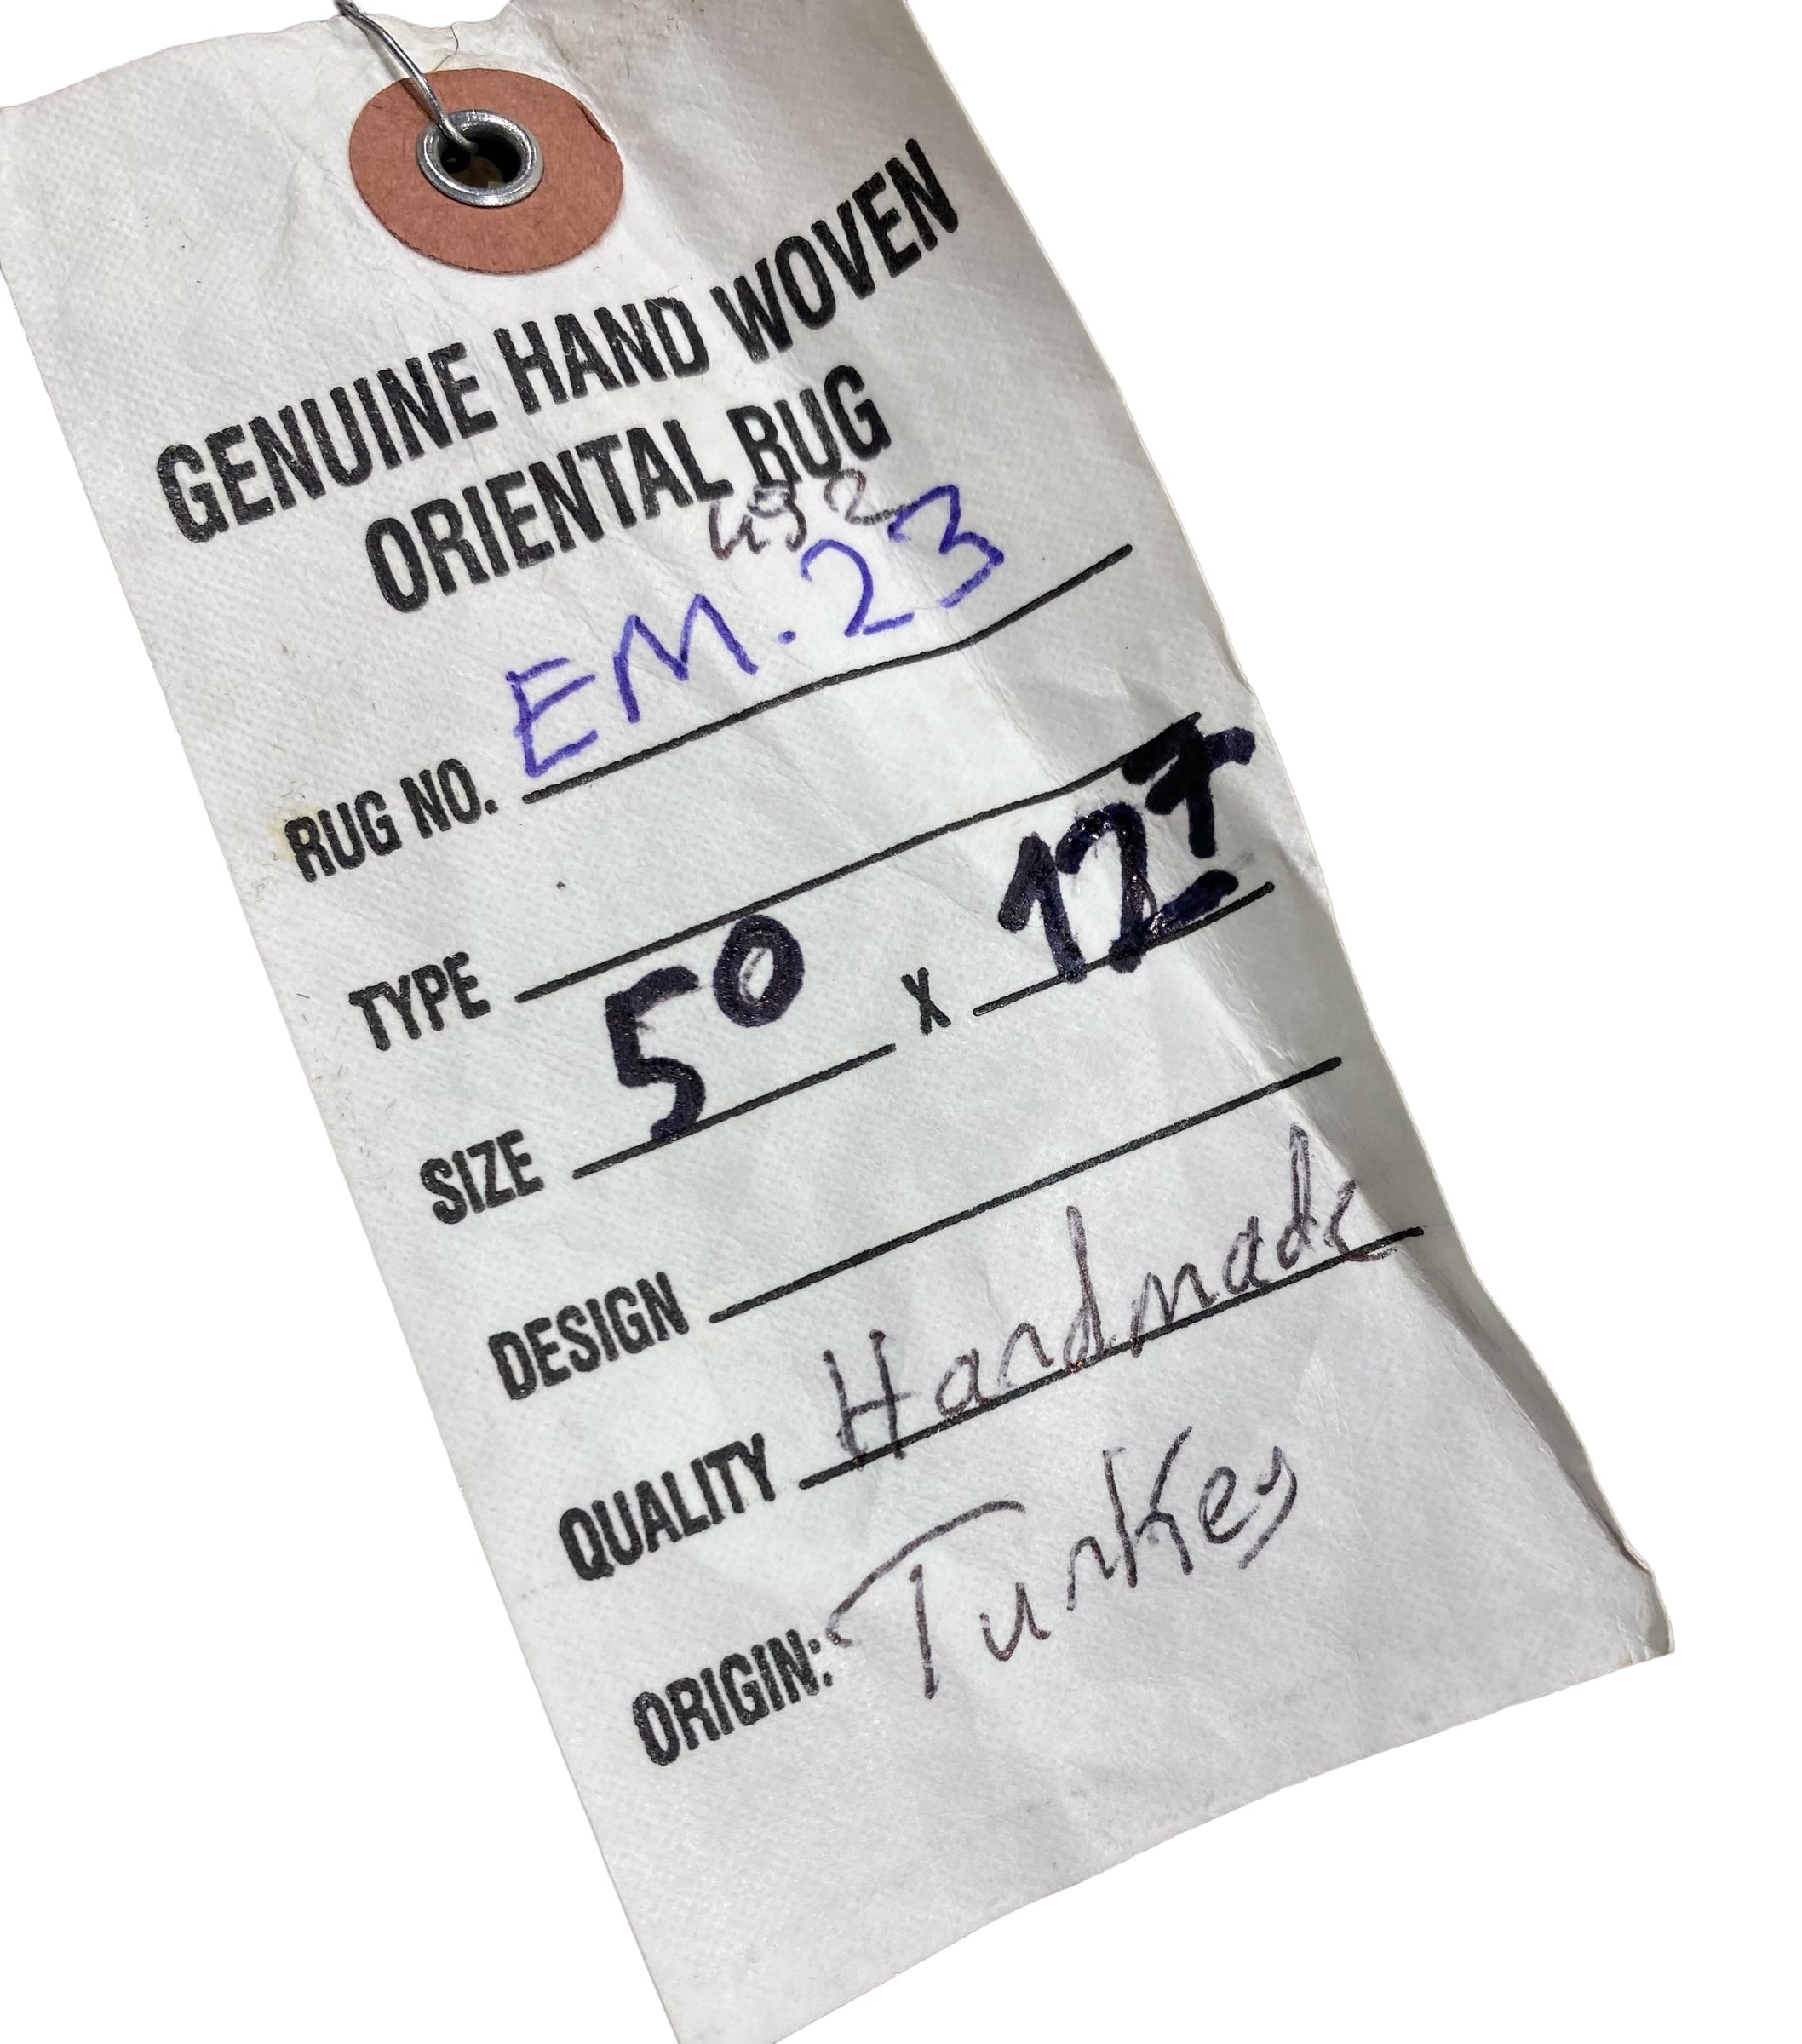 GENUINE HAND WOVEN
ORIENTAL RUG
492
RUG NO. EM.23
TYPE
SIZE 5⁰ X 12⁷
DESIGN
QUALITY Handmade
ORIGIN: Turkey